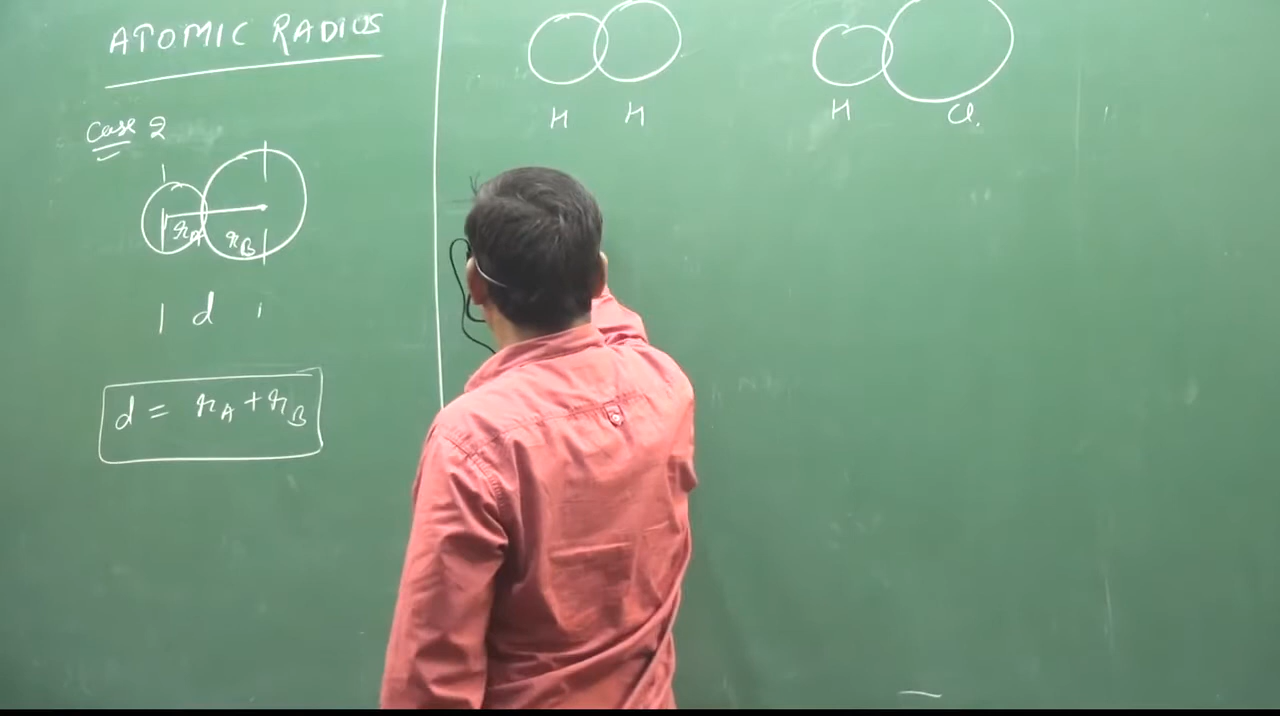 ATOMIC RADIUS
Case 2
rA rB
d
d = rA + rB
H H
H Cl.